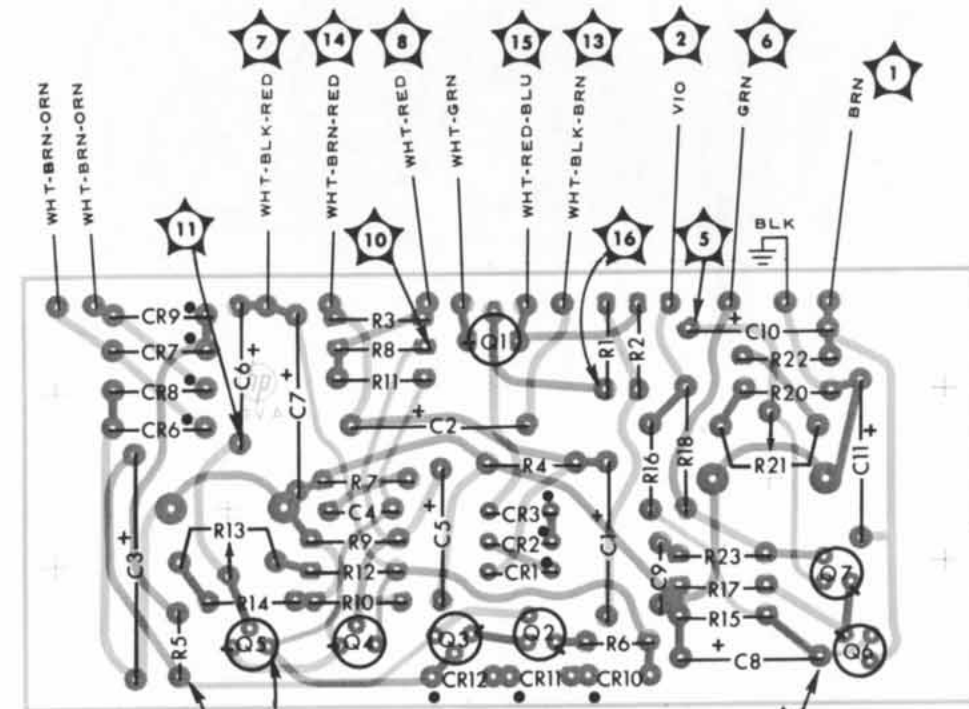 7
14
8
15
13
2
6
1
WHT-BRN-ORN
WHT-BRN-ORN
WHT-BLK-RED
WHT-BRN-RED
WHT-RED
WHT-GRN
WHT-RED-BLU
WHT-BLK-BRN
VIO
GRN
BRN
BLK
11
10
16
5
CR9
CR7
CR8
CR6
+ C6
+ C7
R3
R8
R11
+ C2
Q1
R1
R2
+ C10
R22
R20
R21
C11 +
R16
R18
R7
C4
R9
R12
R10
R13
R14
C3 +
R5
Q5
Q4
C5 +
R4
CR3
CR2
CR1
C1 +
Q3
Q2
R6
CR12
CR11
CR10
C9
R23
R17
R15
+ C8
Q7
Q6
hp